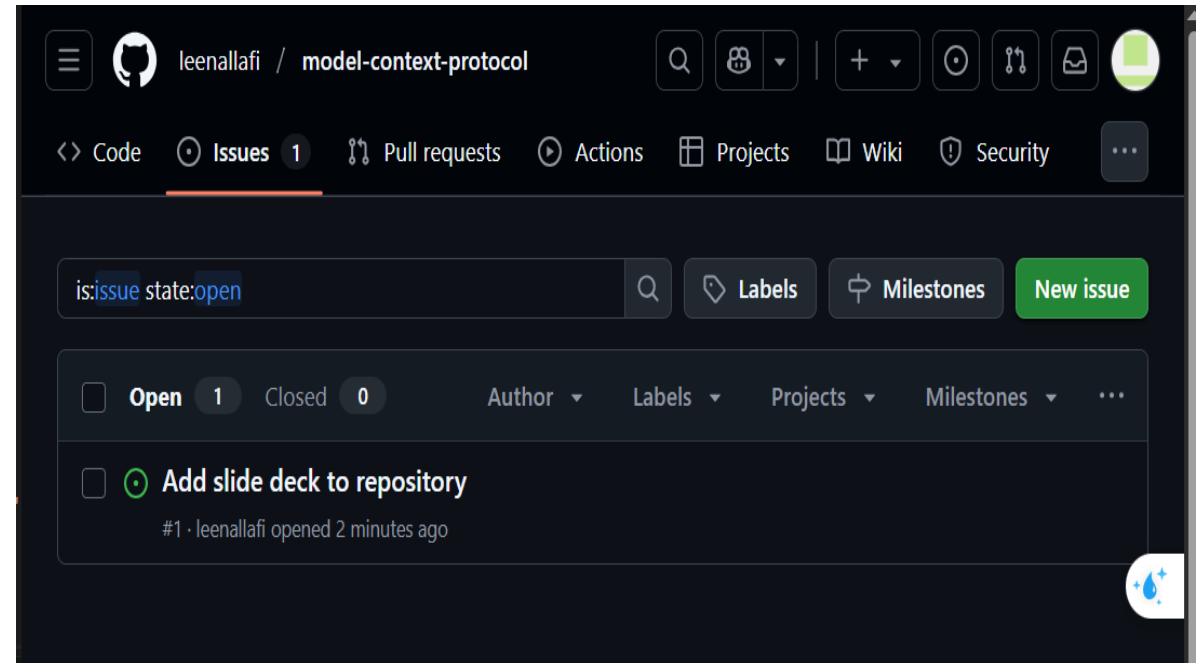 leenallafi / model-context-protocol
Code Issues 1 Pull requests Actions Projects Wiki Security
is:issue state:open Labels Milestones New issue
Open 1 Closed 0 Author Labels Projects Milestones
Add slide deck to repository
#1 · leenallafi opened 2 minutes ago